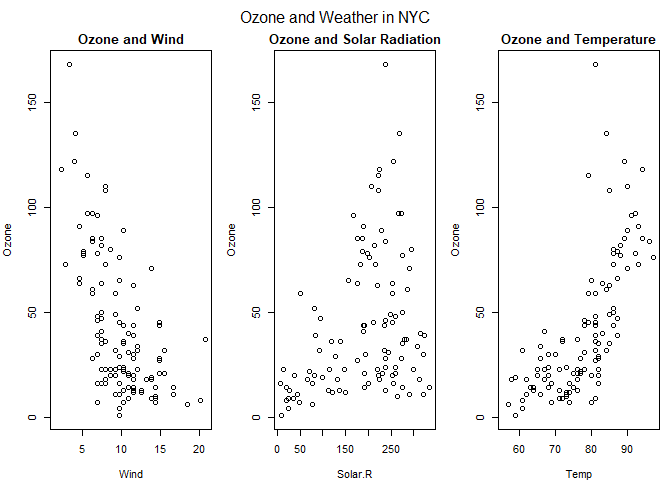 Ozone and Weather in NYC
Ozone and Wind
Ozone
0
50
100
150
5
10
15
20
Wind
Ozone and Solar Radiation
Ozone
0
50
100
150
0
50
150
250
Solar.R
Ozone and Temperature
Ozone
0
50
100
150
60
70
80
90
Temp